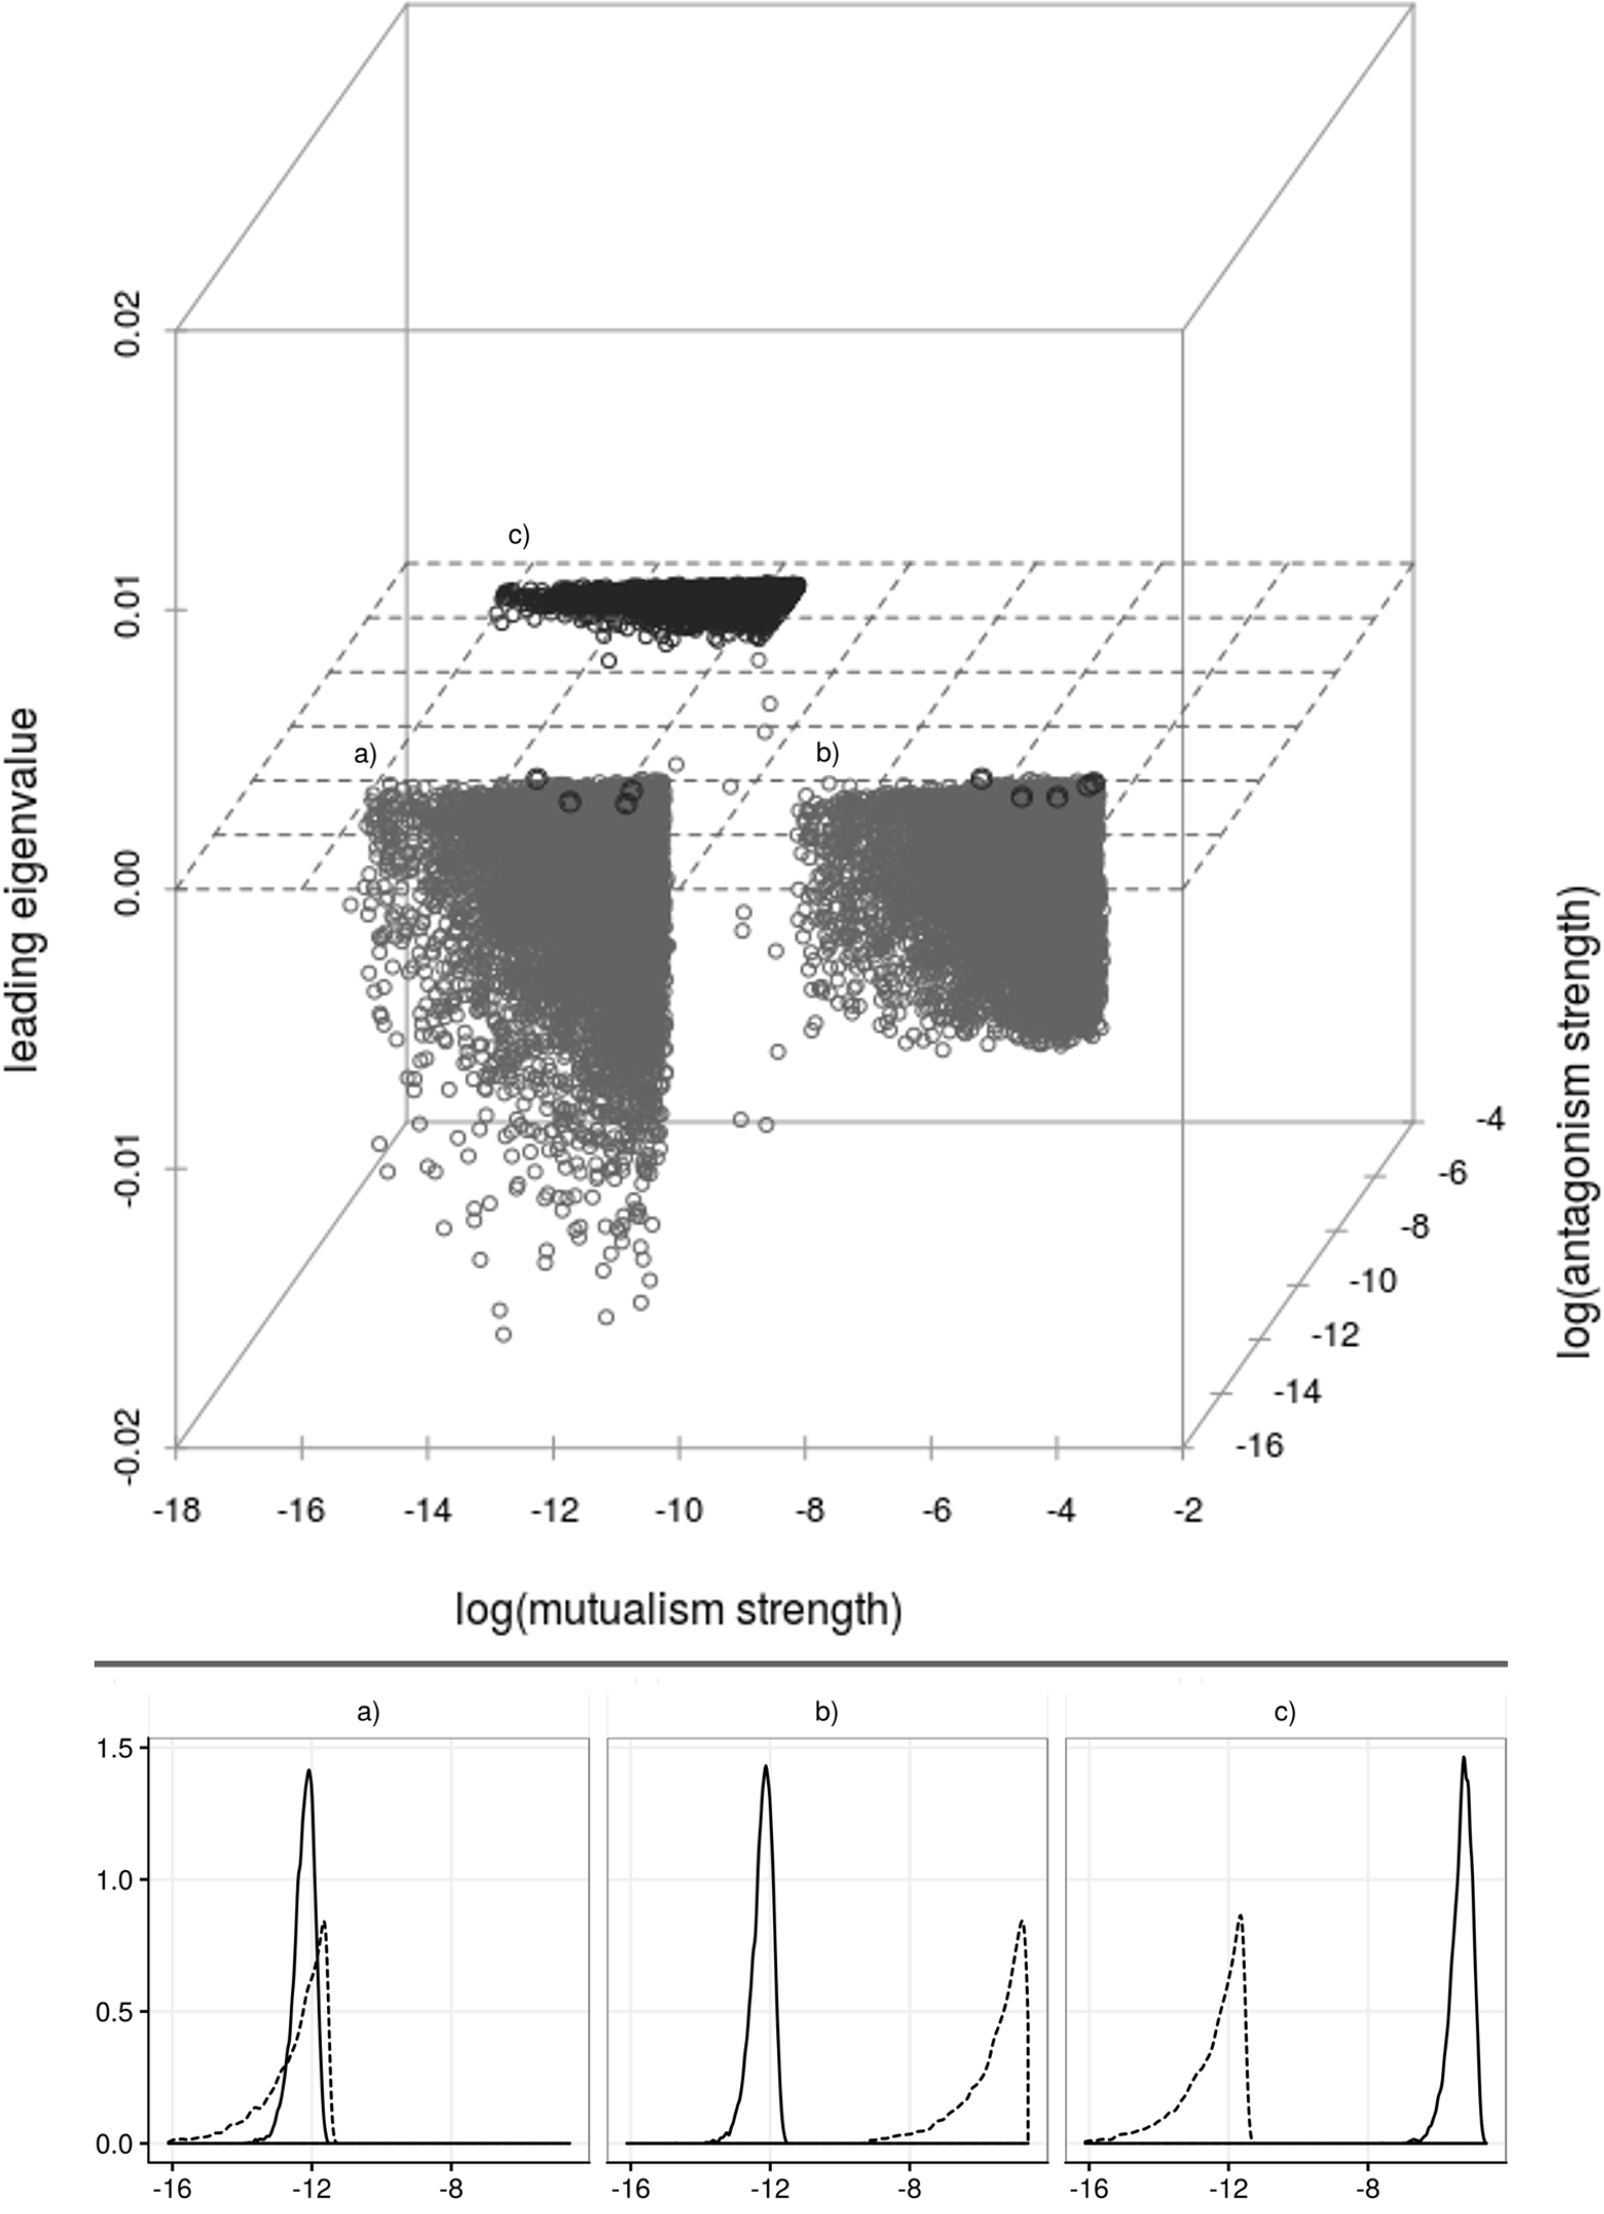 0.02
c)
0.01
leading eigenvalue
a)
b)
0.00
log(antagonism strength)
-4
-6
-0.01
-8
-10
-12
-14
-16
-0.02
-18 -16 -14 -12 -10 -8 -6 -4 -2
log(mutualism strength)
a) b) c)
1.5
1.0
0.5
0.0
-16 -12 -8 -16 -12 -8 -16 -12 -8